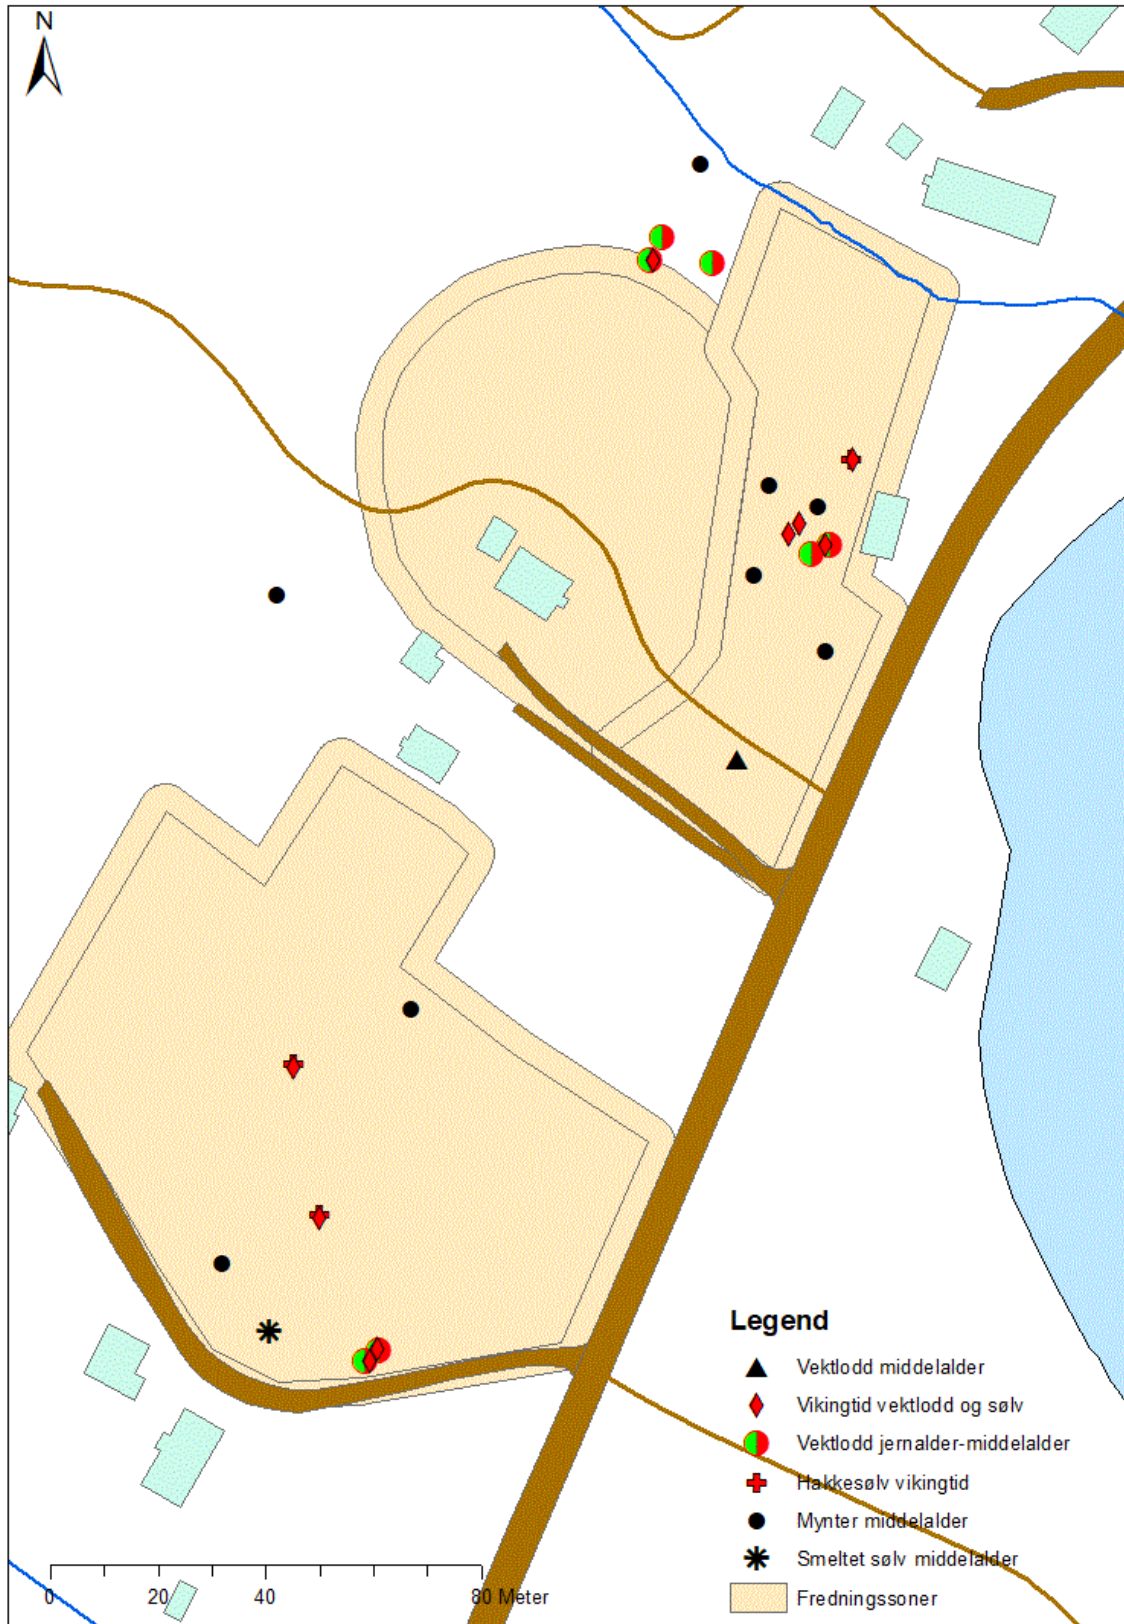 N
Legend
Vektlodd middelalder
Vikingtid vektlodd og sølv
Vektlodd jernalder-middelalder
Hakkesølv vikingtid
Mynter middelalder
Smeltet sølv middelalder
Fredningssoner
0 20 40 80 Meter